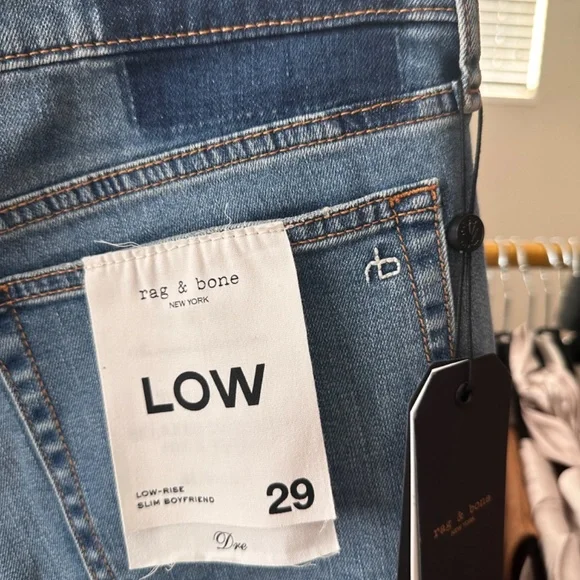 rag & bone
NEW YORK
LOW
LOW-RISE
SLIM BOYFRIEND
29
Dre
rb
rag & bone
NEW YORK